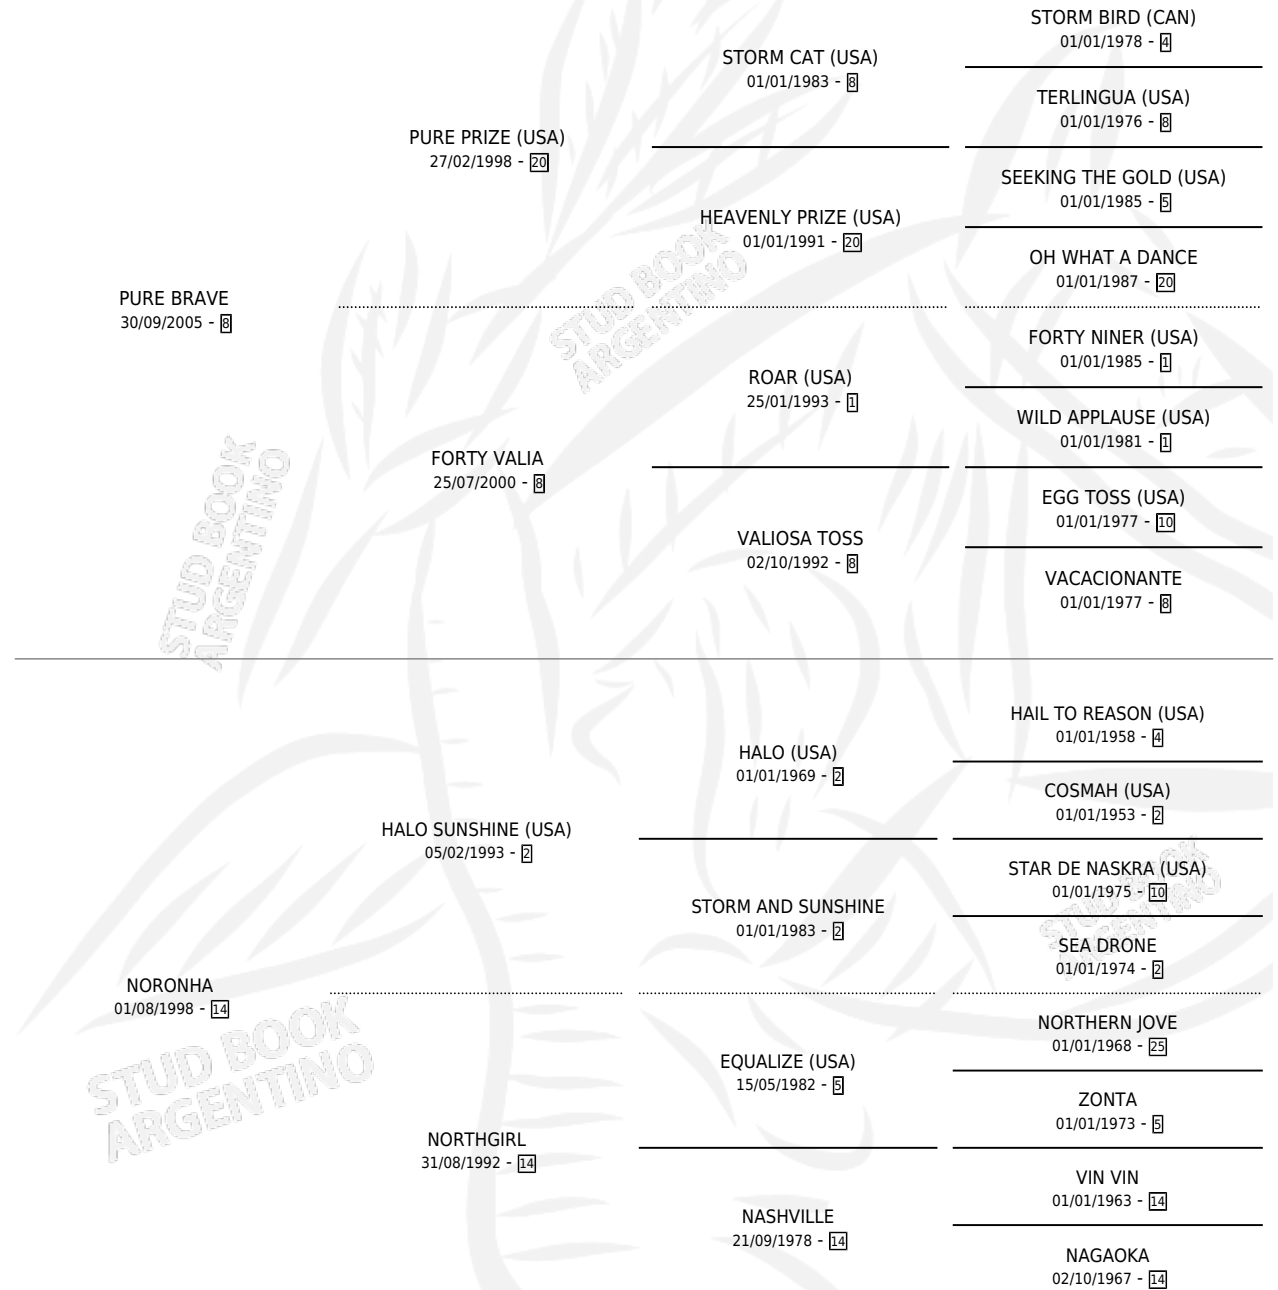 STORM BIRD (CAN)
01/01/1978 - 4
STORM CAT (USA)
01/01/1983 - 8
TERLINGUA (USA)
01/01/1976 - 8
PURE PRIZE (USA)
27/02/1998 - 20
SEEKING THE GOLD (USA)
01/01/1985 - 5
HEAVENLY PRIZE (USA)
01/01/1991 - 20
OH WHAT A DANCE
01/01/1987 - 20
PURE BRAVE
30/09/2005 - 8
FORTY NINER (USA)
01/01/1985 - 1
ROAR (USA)
25/01/1993 - 1
WILD APPLAUSE (USA)
01/01/1981 - 1
FORTY VALIA
25/07/2000 - 8
EGG TOSS (USA)
01/01/1977 - 10
VALIOSA TOSS
02/10/1992 - 8
VACACIONANTE
01/01/1977 - 8
STUD BOOK
ARGENTINO
STUD BOOK
ARGENTINO
HAIL TO REASON (USA)
01/01/1958 - 4
HALO (USA)
01/01/1969 - 2
COSMAH (USA)
01/01/1953 - 2
HALO SUNSHINE (USA)
05/02/1993 - 2
STAR DE NASKRA (USA)
01/01/1975 - 10
STORM AND SUNSHINE
01/01/1983 - 2
SEA DRONE
01/01/1974 - 2
NORONHA
01/08/1998 - 14
NORTHERN JOVE
01/01/1968 - 25
EQUALIZE (USA)
15/05/1982 - 5
ZONTA
01/01/1973 - 5
NORTHGIRL
31/08/1992 - 14
VIN VIN
01/01/1963 - 14
NASHVILLE
21/09/1978 - 14
NAGAOKA
02/10/1967 - 14
STUD BOOK
ARGENTINO
STUD BOOK
ARGENTINO